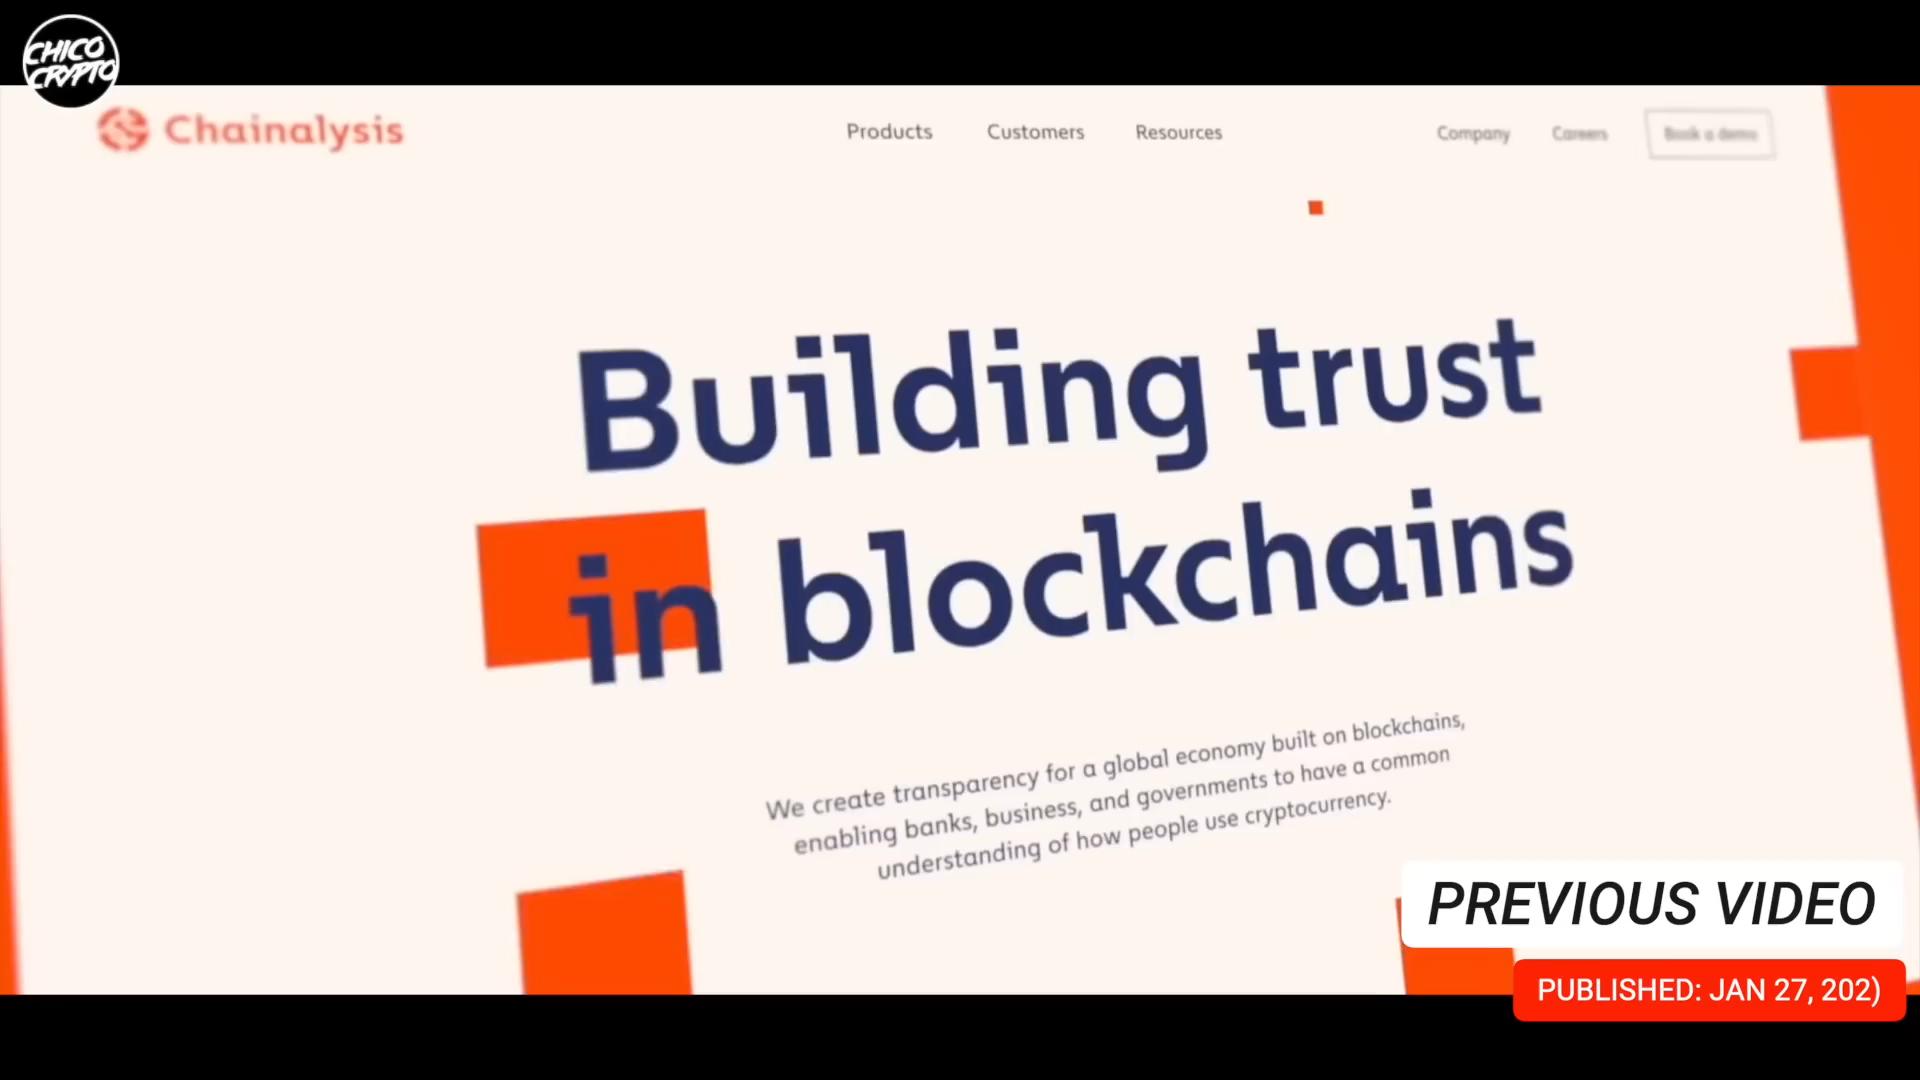 CHICO
CRYPTO
Chainalysis
Products Customers Resources Company Careers Book a demo
Building trust
in blockchains
We create transparency for a global economy built on blockchains,
enabling banks, business, and governments to have a common
understanding of how people use cryptocurrency.
PREVIOUS VIDEO
PUBLISHED: JAN 27, 202)